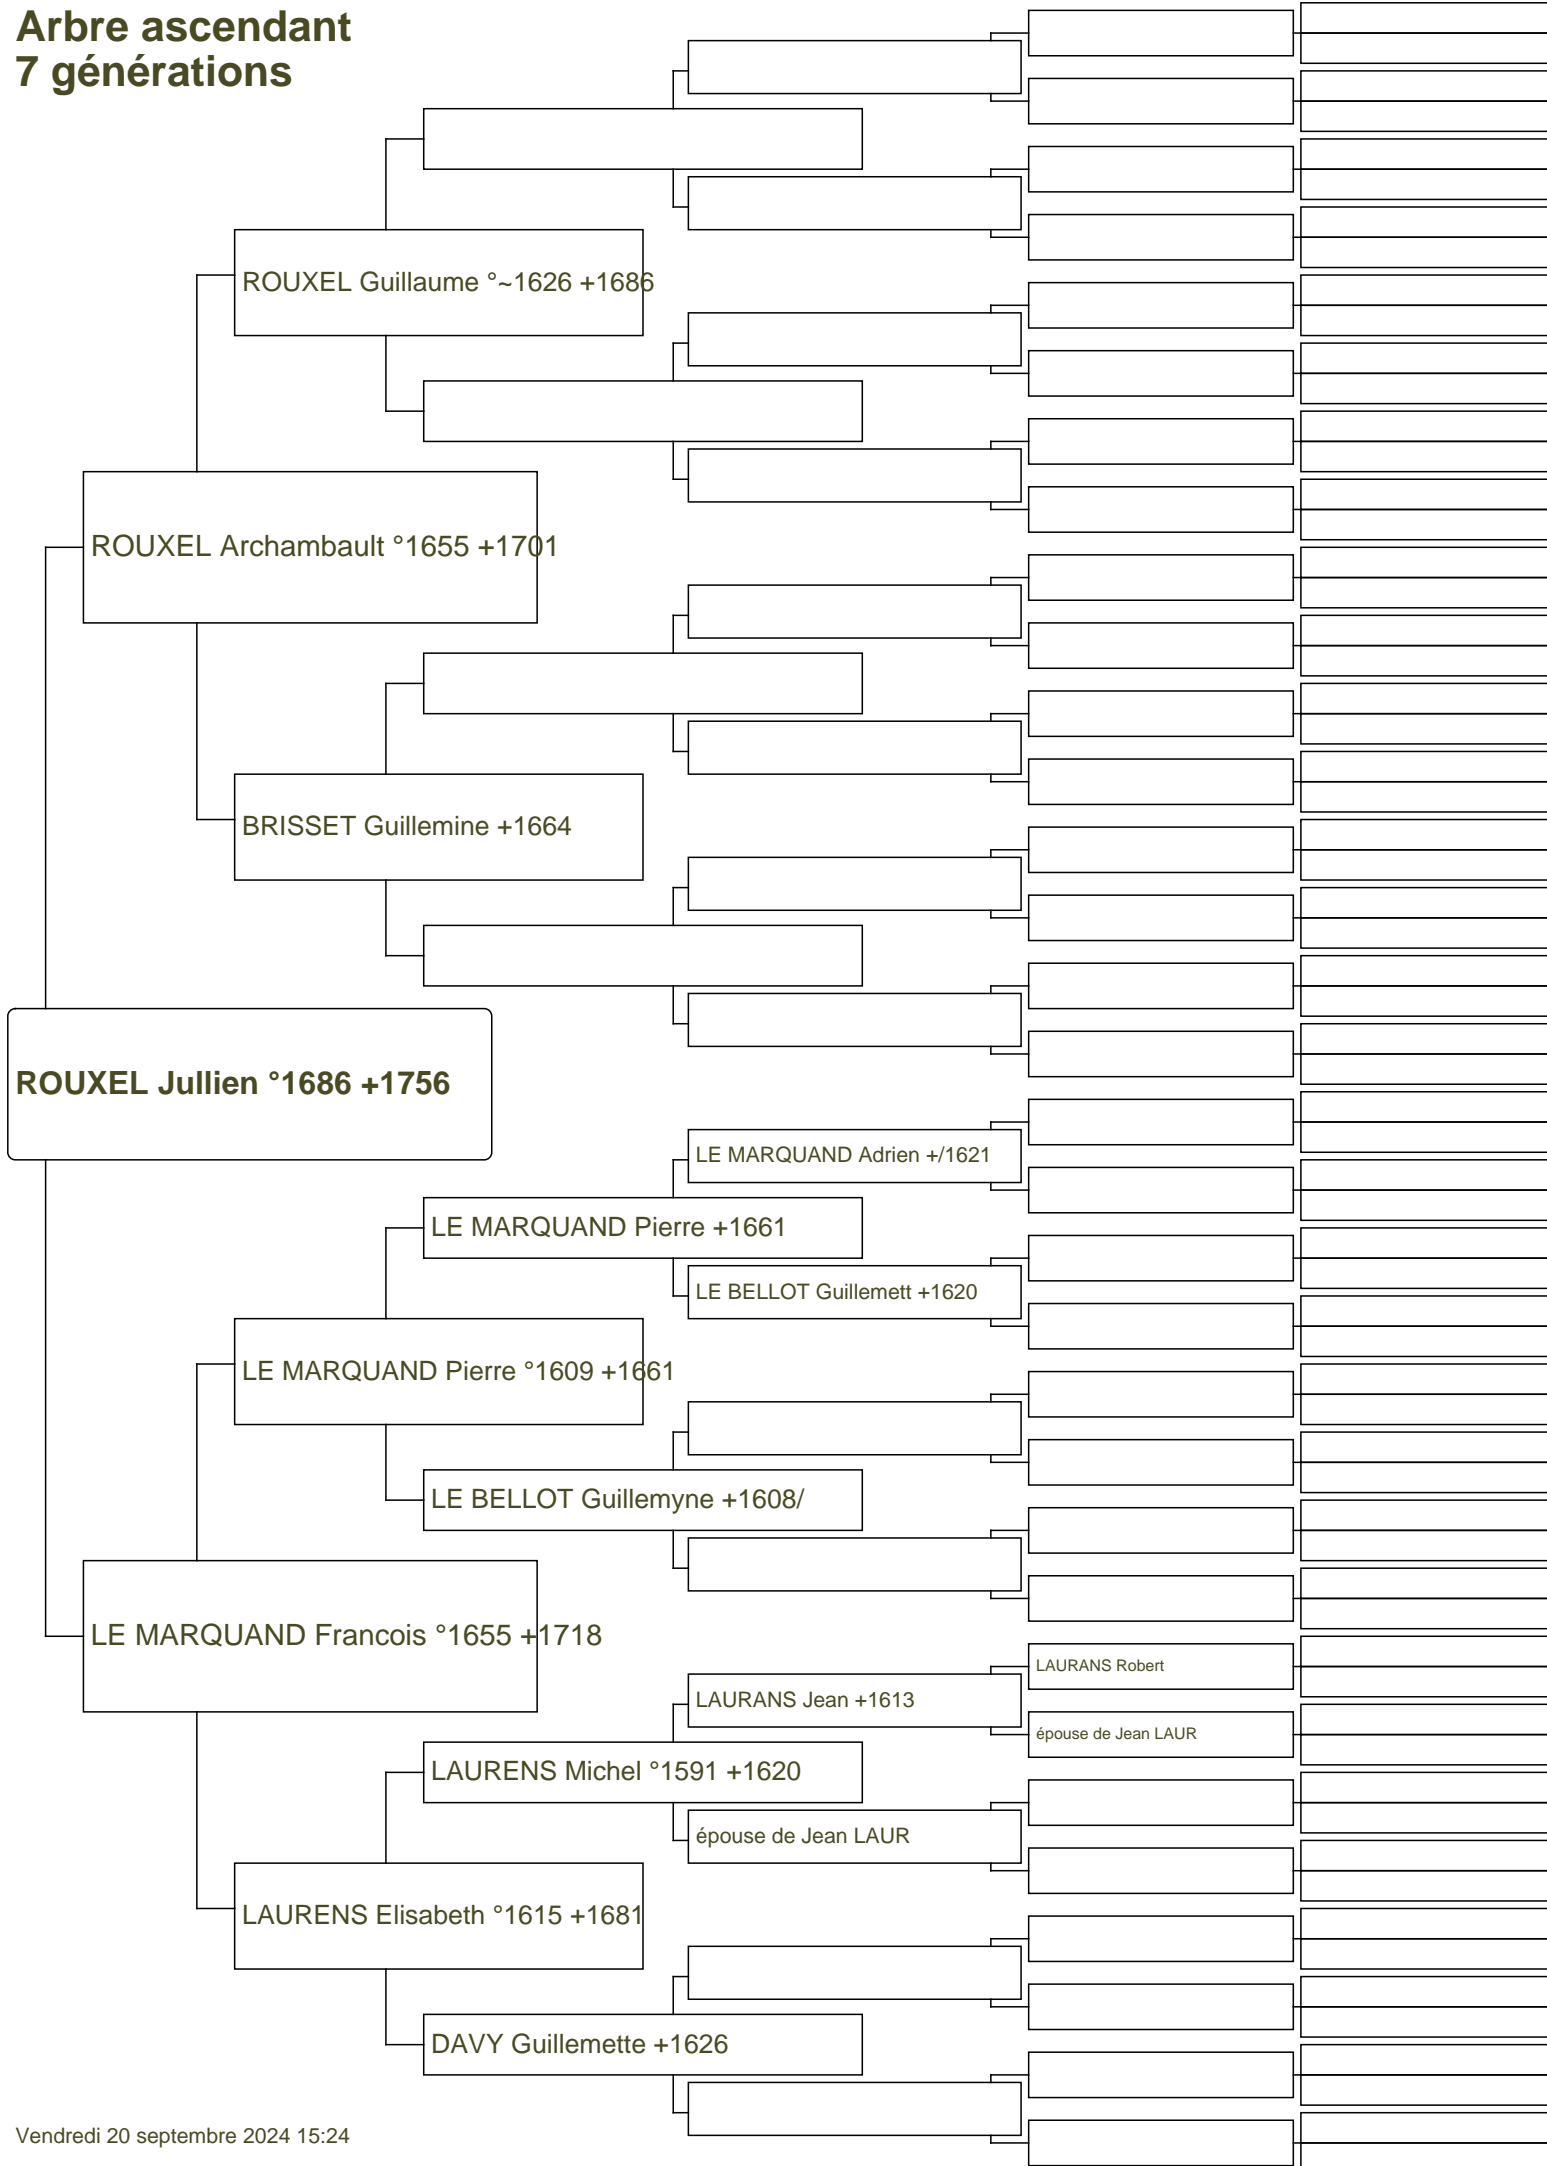 Arbre ascendant
7 générations
ROUXEL Guillaume °~1626 +1686
ROUXEL Archambault °1655 +1701
BRISSET Guillemine +1664
ROUXEL Jullien °1686 +1756
LE MARQUAND Adrien +/1621
LE MARQUAND Pierre +1661
LE BELLOT Guillemett +1620
LE MARQUAND Pierre °1609 +1661
LE BELLOT Guillemyne +1608/
LE MARQUAND Francois °1655 +1718
LAURANS Robert
LAURANS Jean +1613
épouse de Jean LAUR
LAURENS Michel °1591 +1620
épouse de Jean LAUR
LAURENS Elisabeth °1615 +1681
DAVY Guillemette +1626
Vendredi 20 septembre 2024 15:24